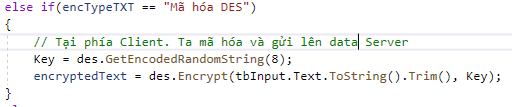 else if(encTypeTXT == "Mã hóa DES")
{
// Tại phía Client. Ta mã hóa và gửi lên data Server
Key = des.GetEncodedRandomString(8);
encryptedText = des.Encrypt(tbInput.Text.ToString().Trim(), Key);
}